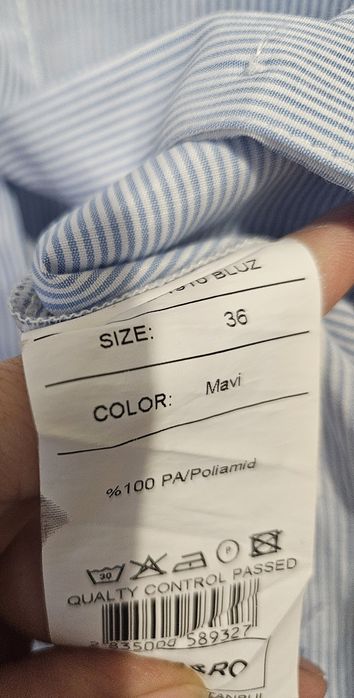 BLUZ
SIZE: 36
COLOR: Mavi
%100 PA/Poliamid
30 P
QUALTY CONTROL PASSED
589327